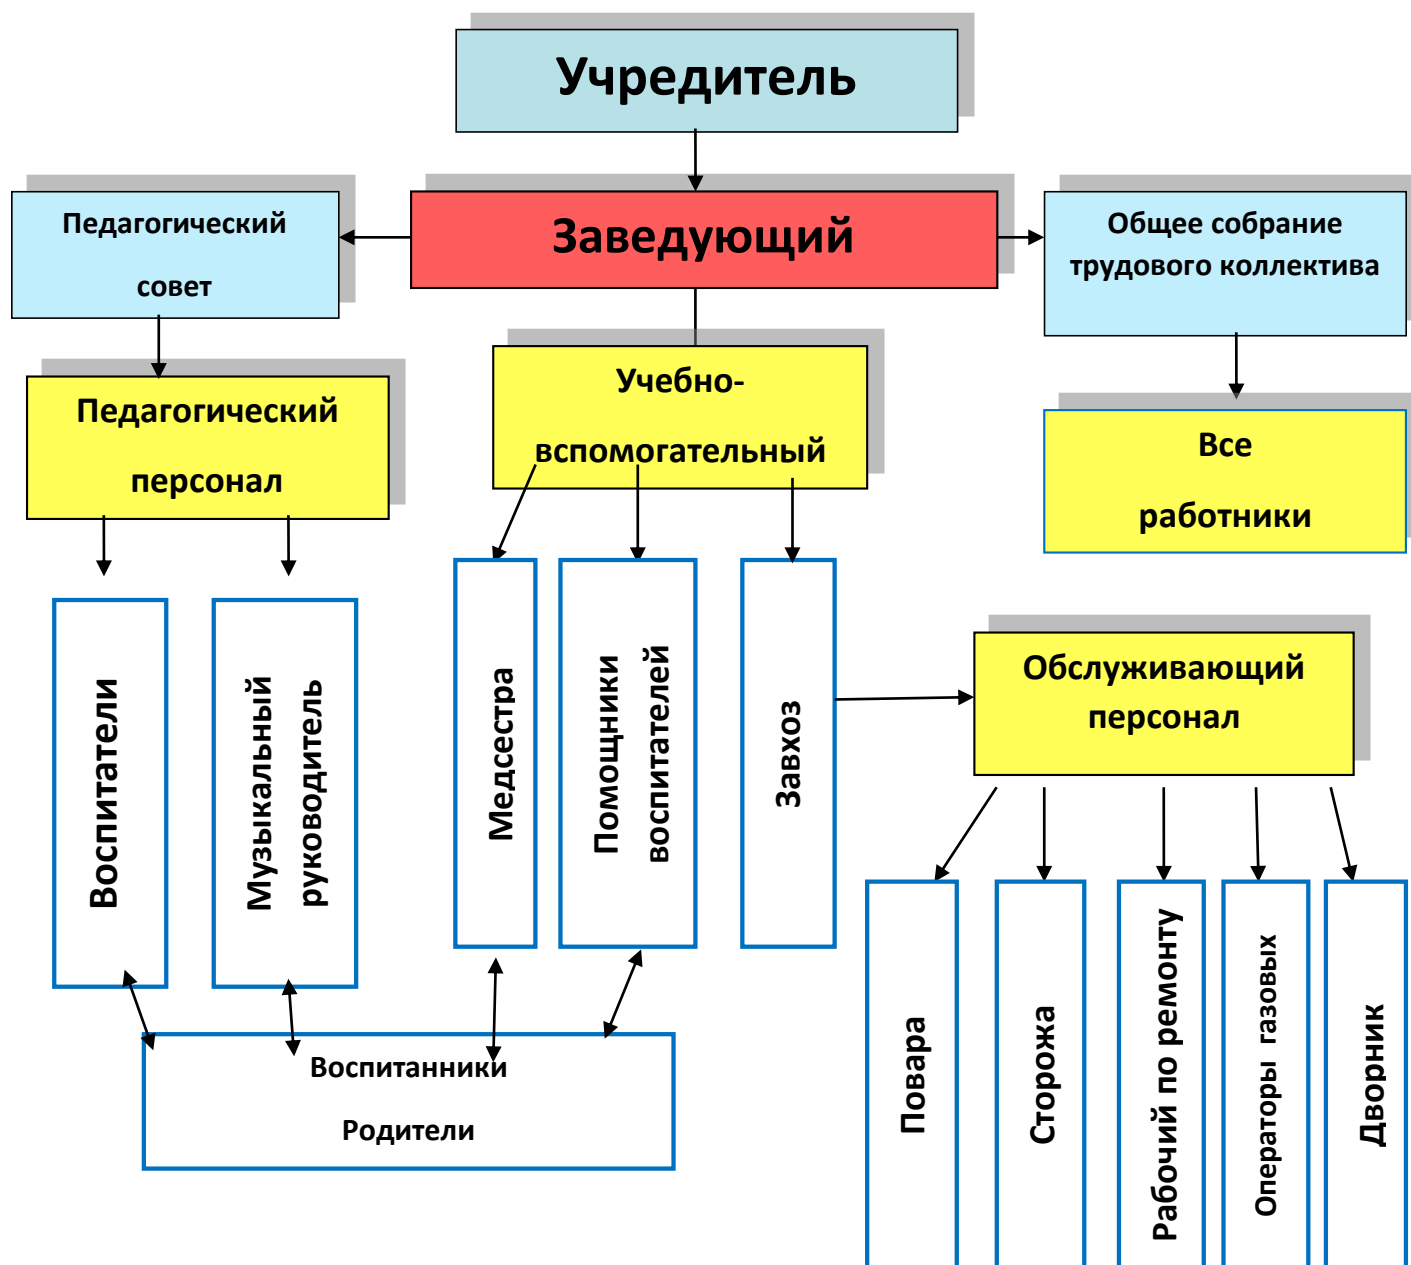 Учредитель
Заведующий
Педагогический
совет
Общее собрание
трудового коллектива
Педагогический
персонал
Учебно-
вспомогательный
Все
работники
Воспитатели
Музыкальный
руководитель
Медсестра
Помощники
воспитателей
Завхоз
Обслуживающий
персонал
Повара
Сторожа
Рабочий по ремонту
Операторы газовых
Дворник
Воспитанники
Родители